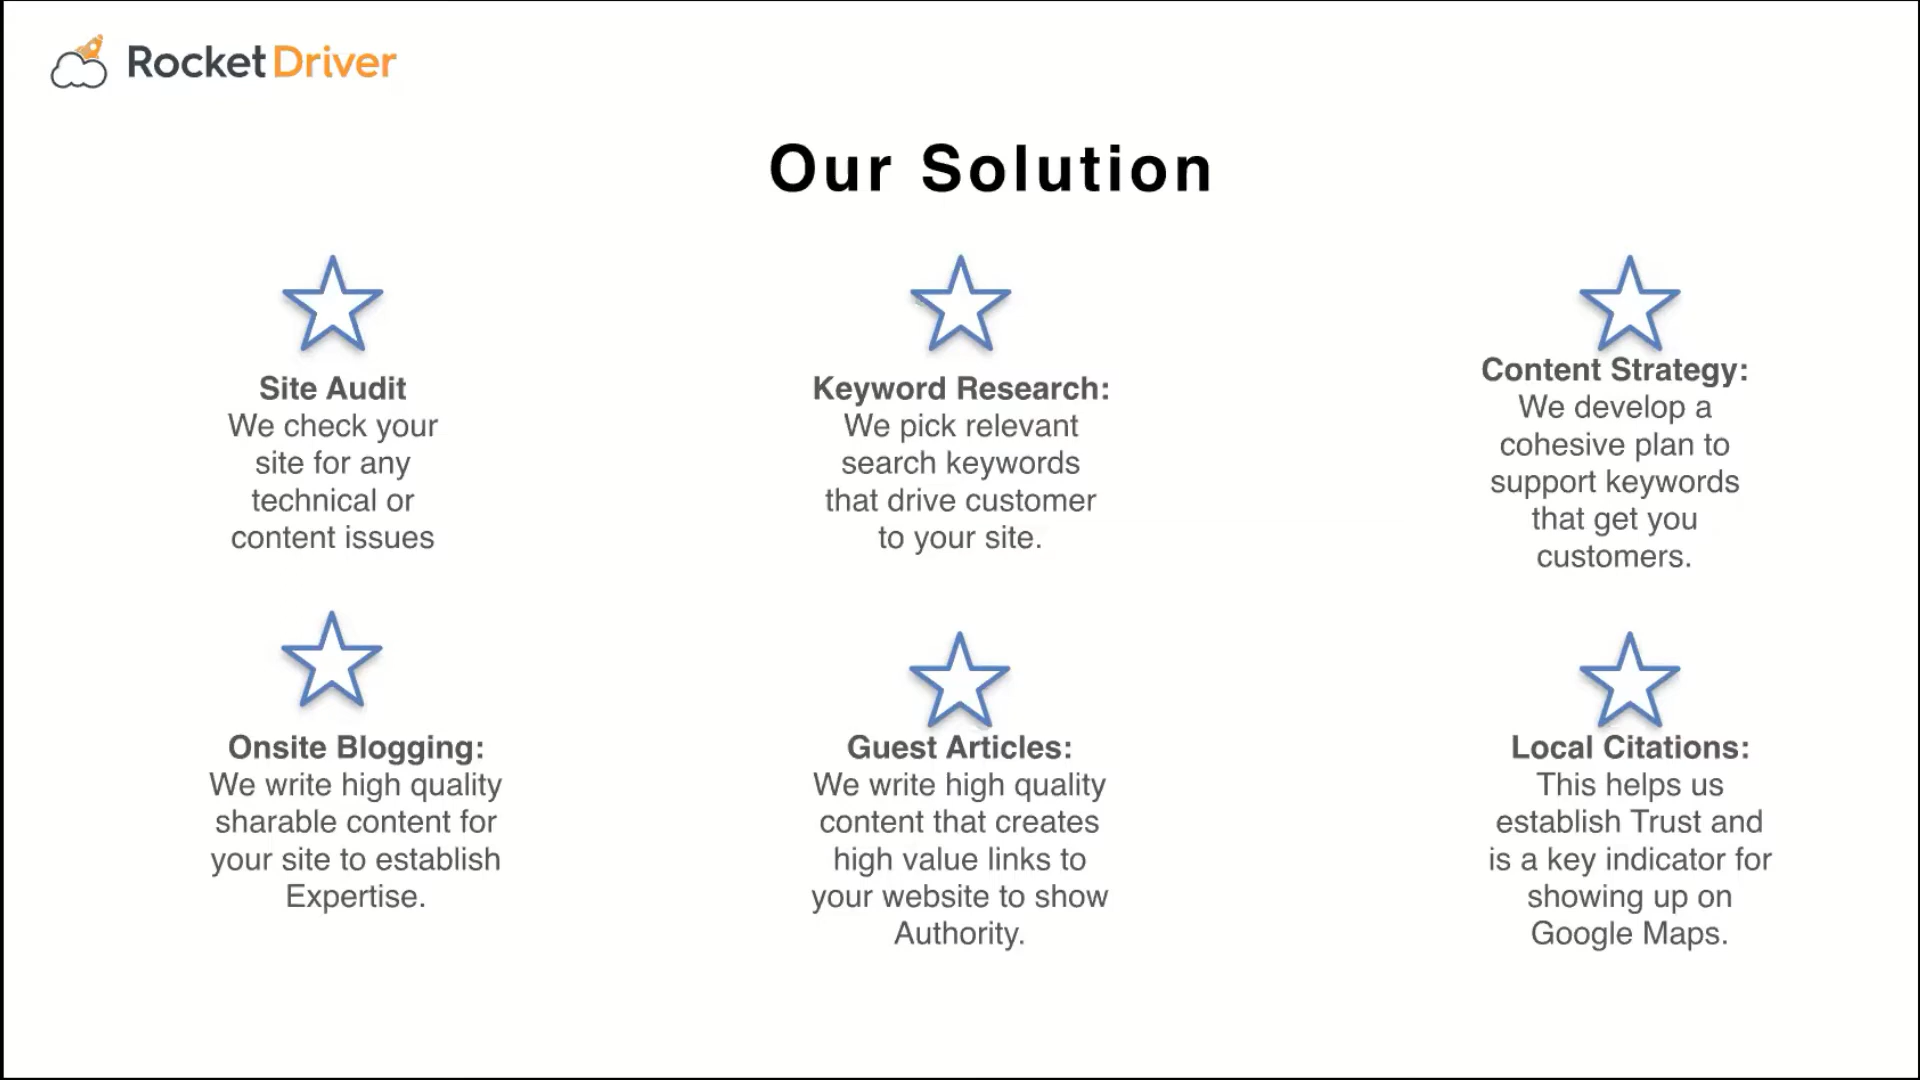 RocketDriver
Our Solution
Site Audit
We check your
site for any
technical or
content issues
Keyword Research:
We pick relevant
search keywords
that drive customer
to your site.
Content Strategy:
We develop a
cohesive plan to
support keywords
that get you
customers.
Onsite Blogging:
We write high quality
sharable content for
your site to establish
Expertise.
Guest Articles:
We write high quality
content that creates
high value links to
your website to show
Authority.
Local Citations:
This helps us
establish Trust and
is a key indicator for
showing up on
Google Maps.